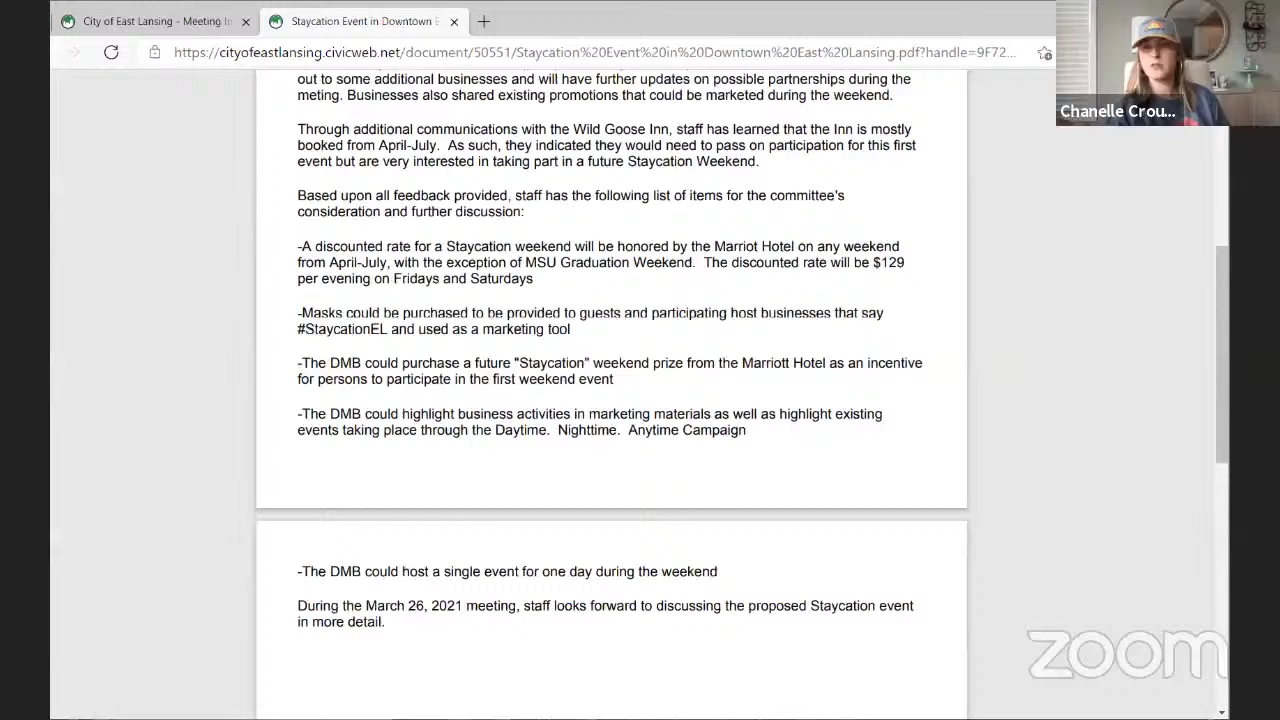 City of East Lansing - Meeting In
Staycation Event in Downtown E
https://cityofeastlansing.civicweb.net/document/50551/Staycation%20Event%20in%20Downtown%20East%20Lansing.pdf?handle=9F72...
Chanelle Crou...
out to some additional businesses and will have further updates on possible partnerships during the
meting. Businesses also shared existing promotions that could be marketed during the weekend.
Through additional communications with the Wild Goose Inn, staff has learned that the Inn is mostly
booked from April-July. As such, they indicated they would need to pass on participation for this first
event but are very interested in taking part in a future Staycation Weekend.
Based upon all feedback provided, staff has the following list of items for the committee's
consideration and further discussion:
-A discounted rate for a Staycation weekend will be honored by the Marriot Hotel on any weekend
from April-July, with the exception of MSU Graduation Weekend. The discounted rate will be $129
per evening on Fridays and Saturdays
-Masks could be purchased to be provided to guests and participating host businesses that say
#StaycationEL and used as a marketing tool
-The DMB could purchase a future "Staycation" weekend prize from the Marriott Hotel as an incentive
for persons to participate in the first weekend event
-The DMB could highlight business activities in marketing materials as well as highlight existing
events taking place through the Daytime. Nighttime. Anytime Campaign
-The DMB could host a single event for one day during the weekend
During the March 26, 2021 meeting, staff looks forward to discussing the proposed Staycation event
in more detail.
zoom